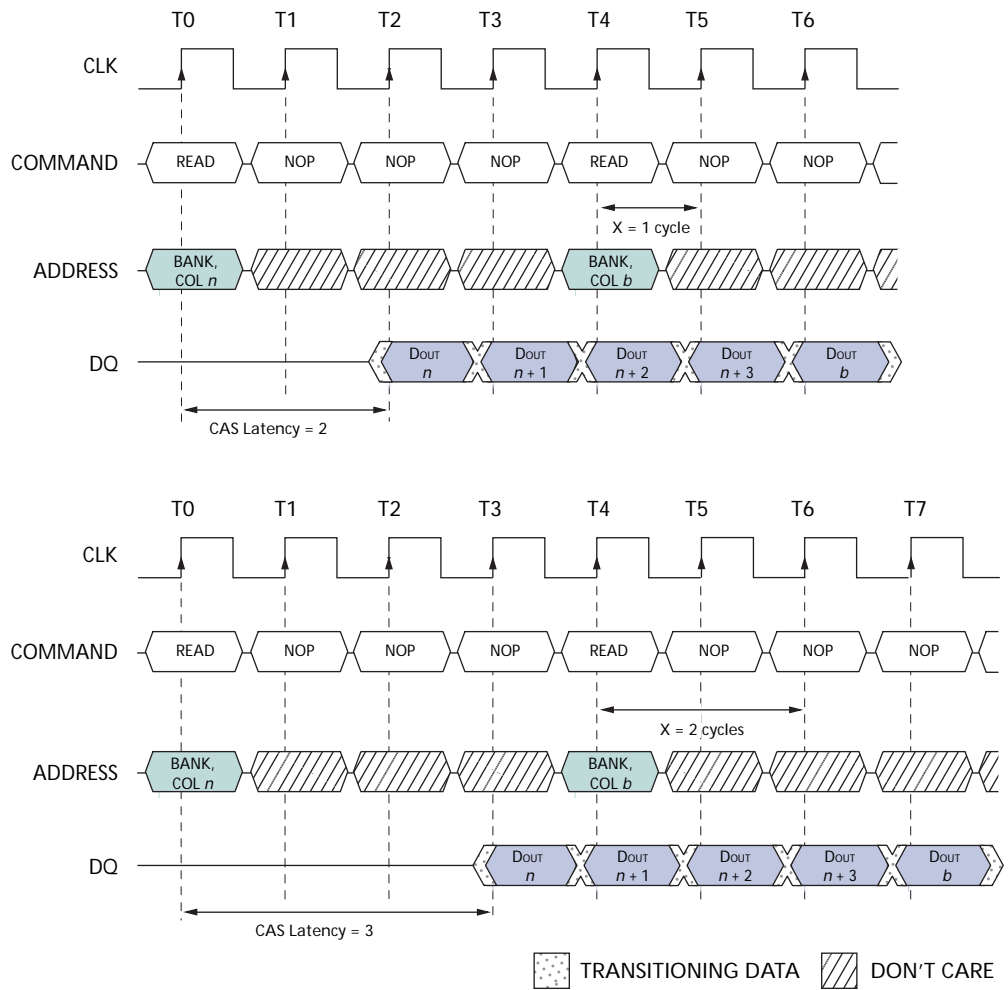 T0 T1 T2 T3 T4 T5 T6
CLK
COMMAND READ NOP NOP NOP READ NOP NOP
X = 1 cycle
ADDRESS BANK, COL n BANK, COL b
DQ DOUT n DOUT n + 1 DOUT n + 2 DOUT n + 3 DOUT b
CAS Latency = 2
T0 T1 T2 T3 T4 T5 T6 T7
CLK
COMMAND READ NOP NOP NOP READ NOP NOP NOP
X = 2 cycles
ADDRESS BANK, COL n BANK, COL b
DQ DOUT n DOUT n + 1 DOUT n + 2 DOUT n + 3 DOUT b
CAS Latency = 3
TRANSITIONING DATA DON'T CARE